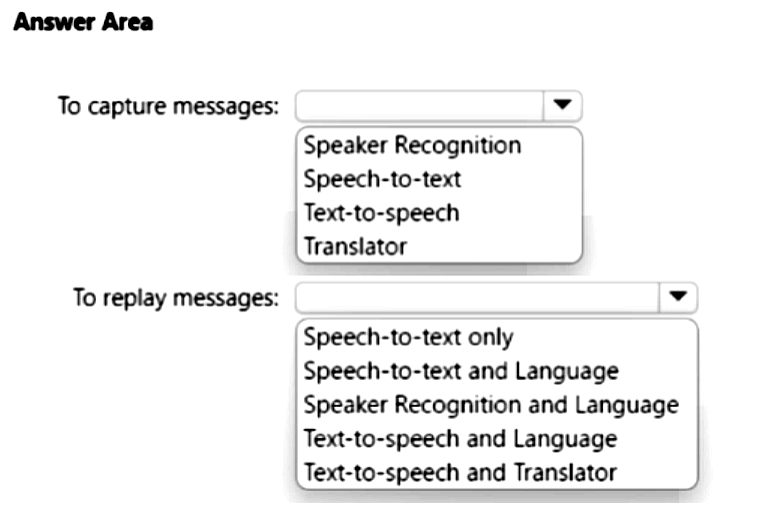 Answer Area
To capture messages:
Speaker Recognition
Speech-to-text
Text-to-speech
Translator
To replay messages:
Speech-to-text only
Speech-to-text and Language
Speaker Recognition and Language
Text-to-speech and Language
Text-to-speech and Translator